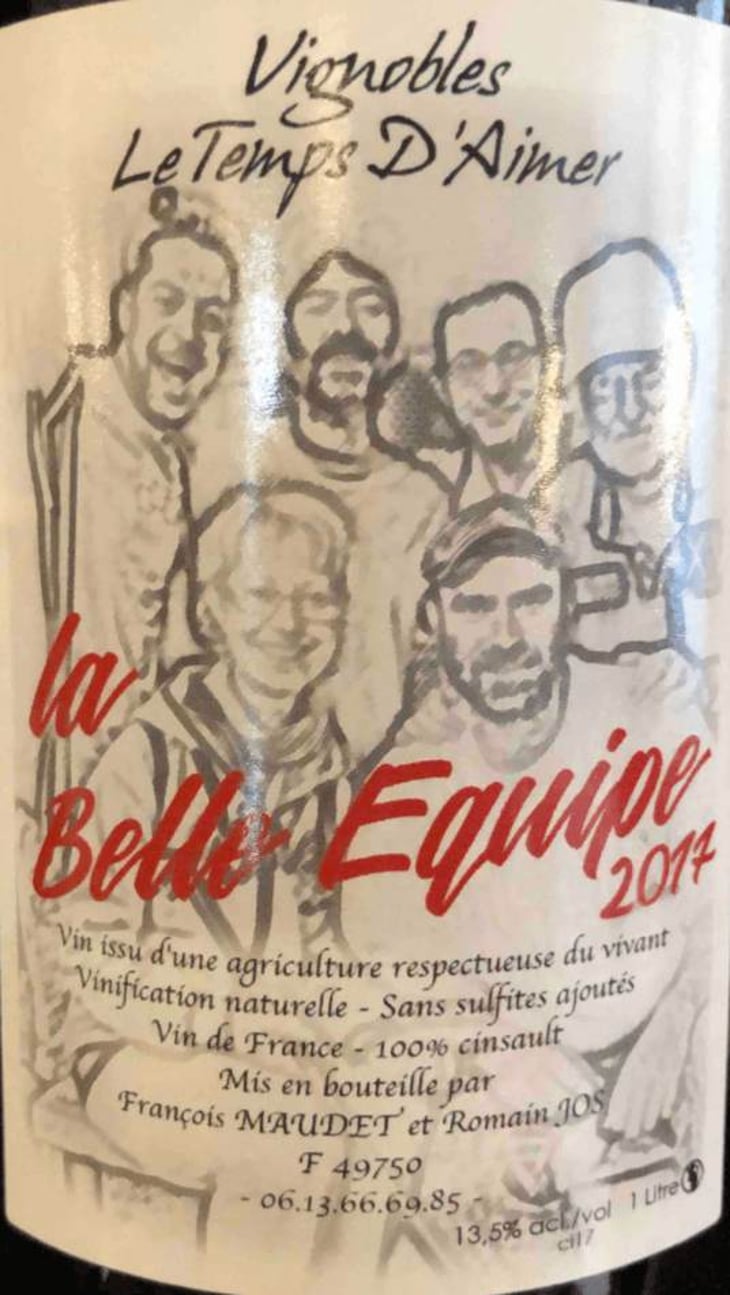 Vignobles
Le Temps D'Aimer
la
Belle Equipe
2017
Vin issu d'une agriculture respectueuse du vivant
Vinification naturelle - Sans sulfites ajoutés
Vin de France - 100% cinsault
Mis en bouteille par
François MAUDET et Romain JOS
F 49750
- 06.13.66.69.85 -
13,5% acl./vol 1 Litre
cl17